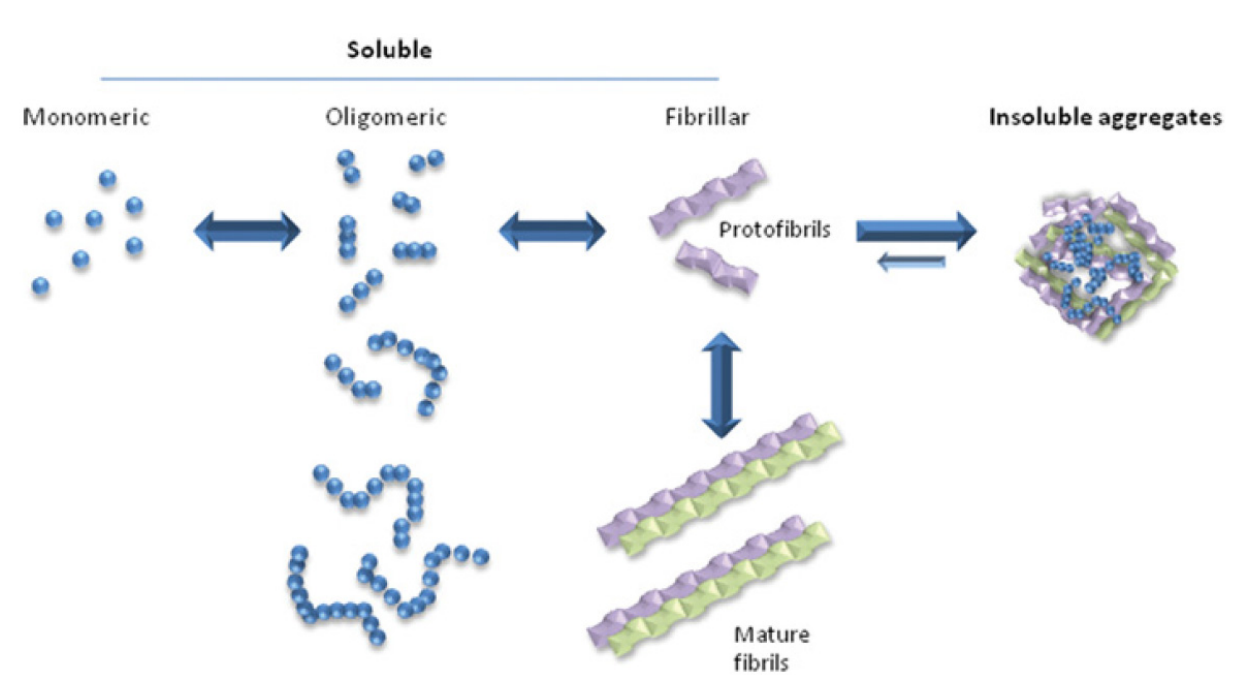 Soluble
Monomeric
Oligomeric
Fibrillar
Insoluble aggregates
Protofibrils
Mature
fibrils